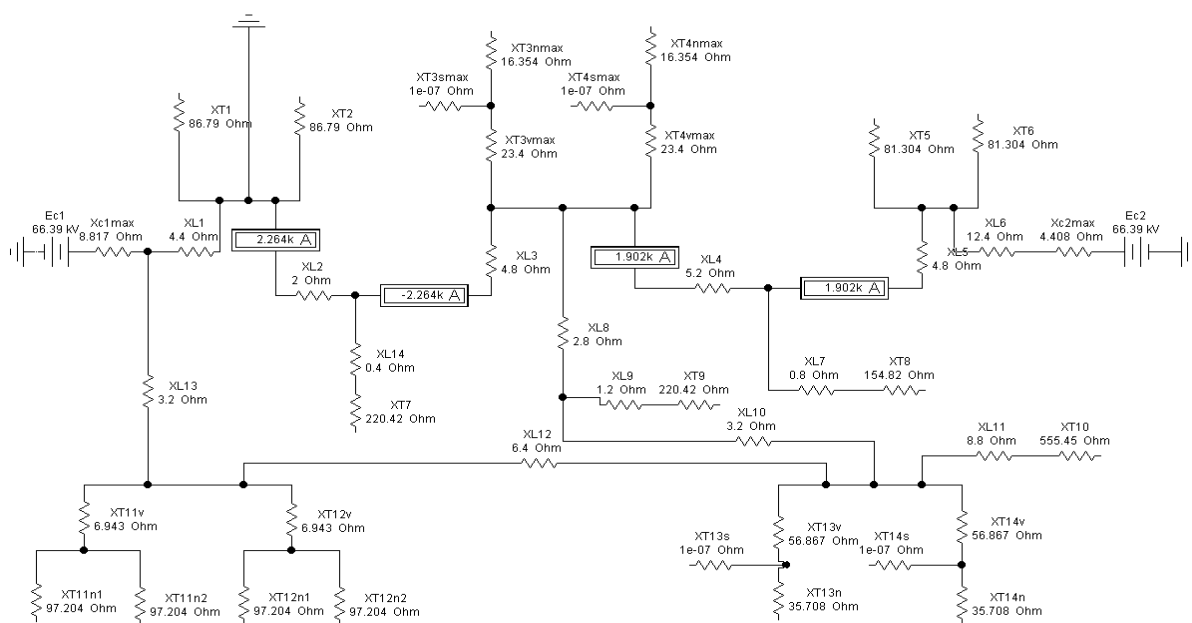 XT3nmax
16.354 Ohm
XT4nmax
16.354 Ohm
XT3smax
1e-07 Ohm
XT4smax
1e-07 Ohm
XT1
86.79 Ohm
XT2
86.79 Ohm
XT3vmax
23.4 Ohm
XT4vmax
23.4 Ohm
XT5
81.304 Ohm
XT6
81.304 Ohm
Ec1
66.39 kV
Xc1max
8.817 Ohm
XL1
4.4 Ohm
2.264k A
XL2
2 Ohm
-2.264k A
XL3
4.8 Ohm
1.902k A
XL4
5.2 Ohm
1.902k A
XL5
4.8 Ohm
XL6
12.4 Ohm
Xc2max
4.408 Ohm
Ec2
66.39 kV
XL8
2.8 Ohm
XL14
0.4 Ohm
XL7
0.8 Ohm
XT8
154.82 Ohm
XL13
3.2 Ohm
XT7
220.42 Ohm
XL9
1.2 Ohm
XT9
220.42 Ohm
XL10
3.2 Ohm
XL12
6.4 Ohm
XL11
8.8 Ohm
XT10
555.45 Ohm
XT11v
6.943 Ohm
XT12v
6.943 Ohm
XT13v
56.867 Ohm
XT14v
56.867 Ohm
XT13s
1e-07 Ohm
XT14s
1e-07 Ohm
XT11n1
97.204 Ohm
XT11n2
97.204 Ohm
XT12n1
97.204 Ohm
XT12n2
97.204 Ohm
XT13n
35.708 Ohm
XT14n
35.708 Ohm